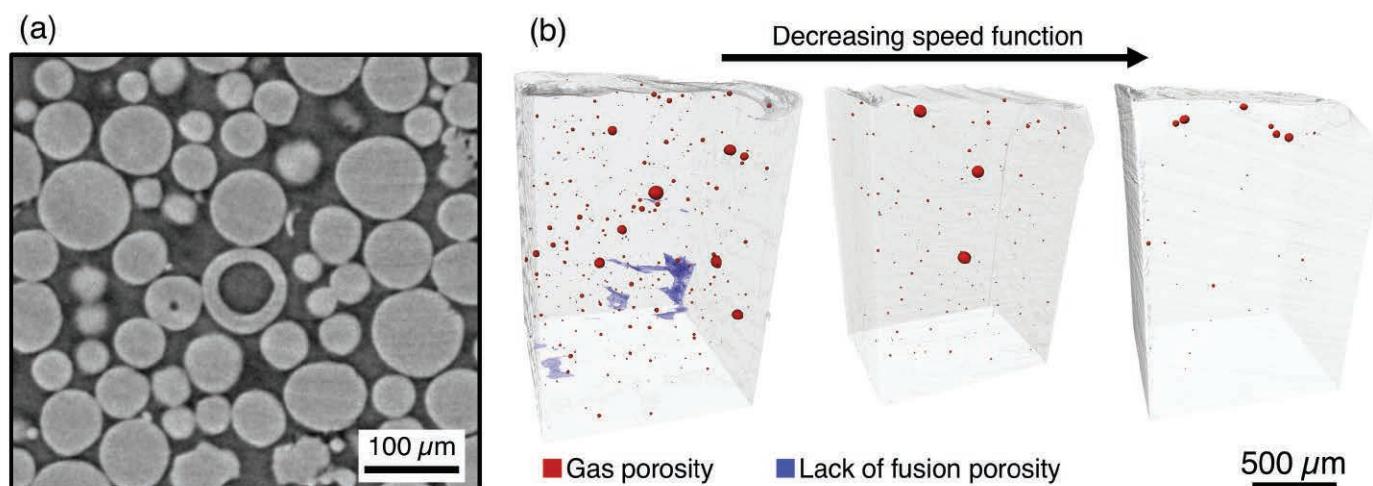 (a)
100 µm
(b)
Decreasing speed function
Gas porosity
Lack of fusion porosity
500 µm